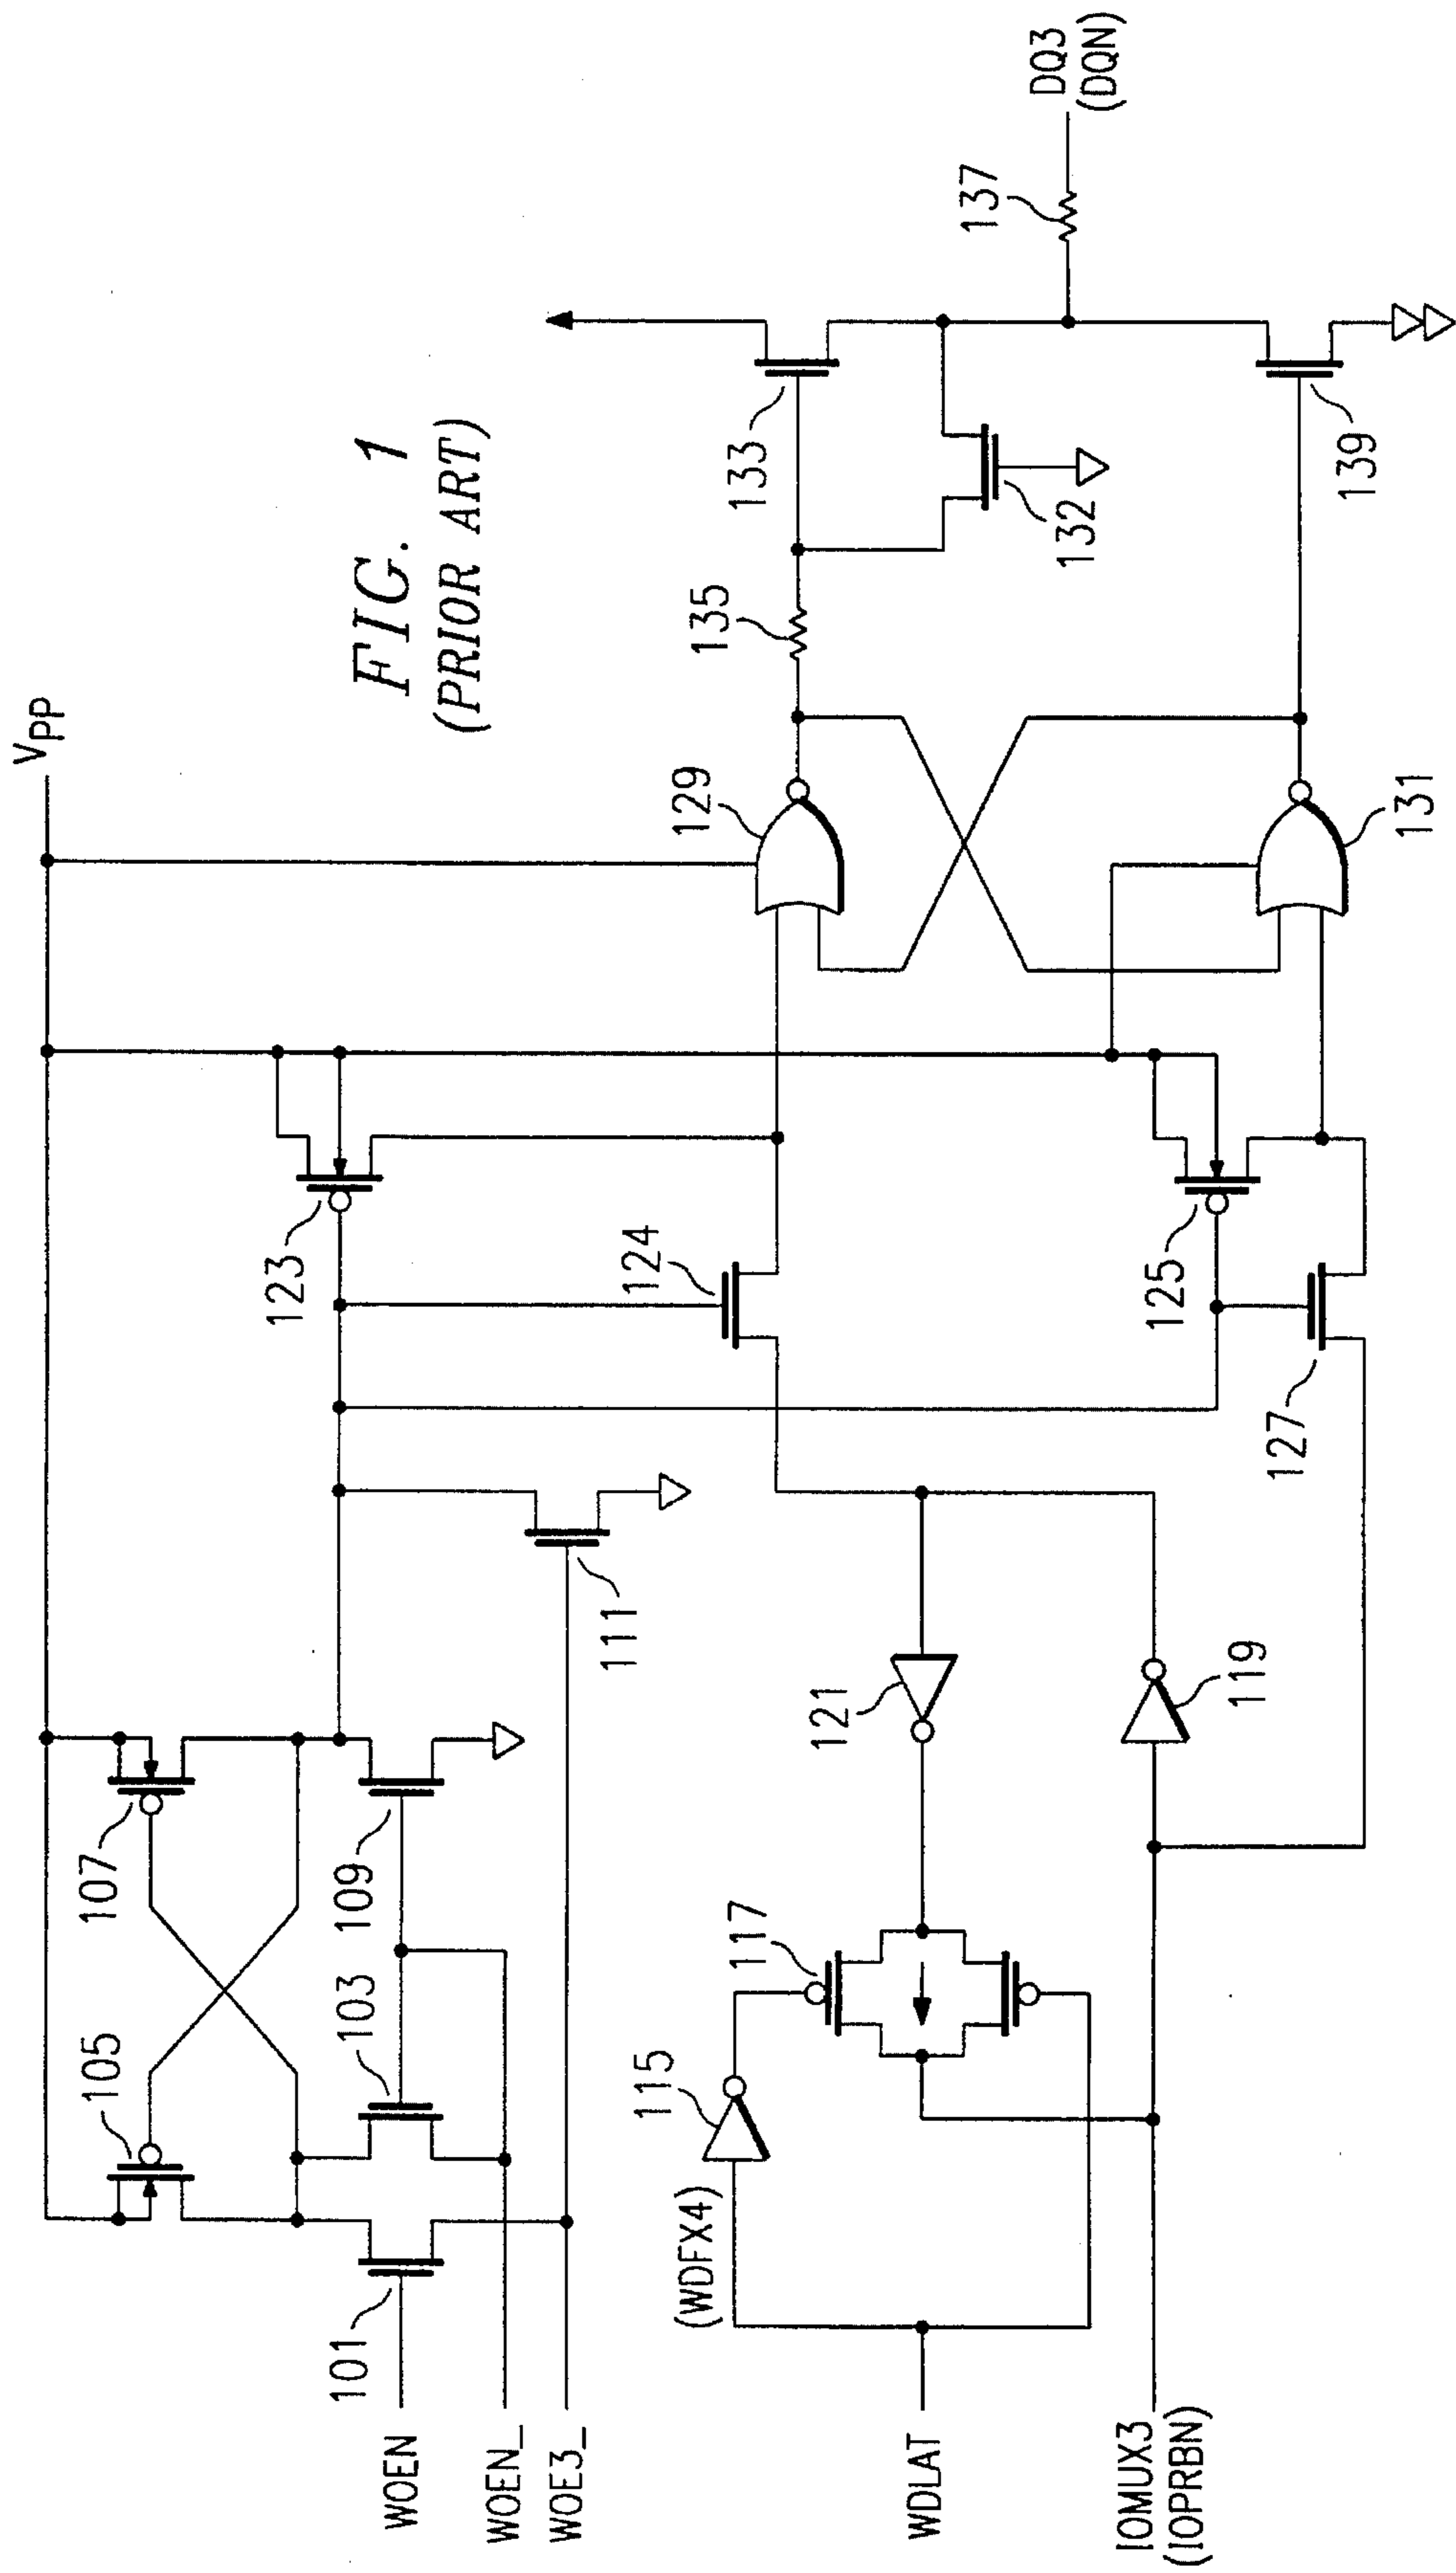 FIG. 1
(PRIOR ART)
VPP
105
107
101
103
109
WOEN
WOEN_
WOE3_
111
123
124
125
127
129
131
135
133
132
137
139
DQ3
(DQN)
(WDFX4)
115
117
121
119
WDLAT
IOMUX3
(IOPRBN)